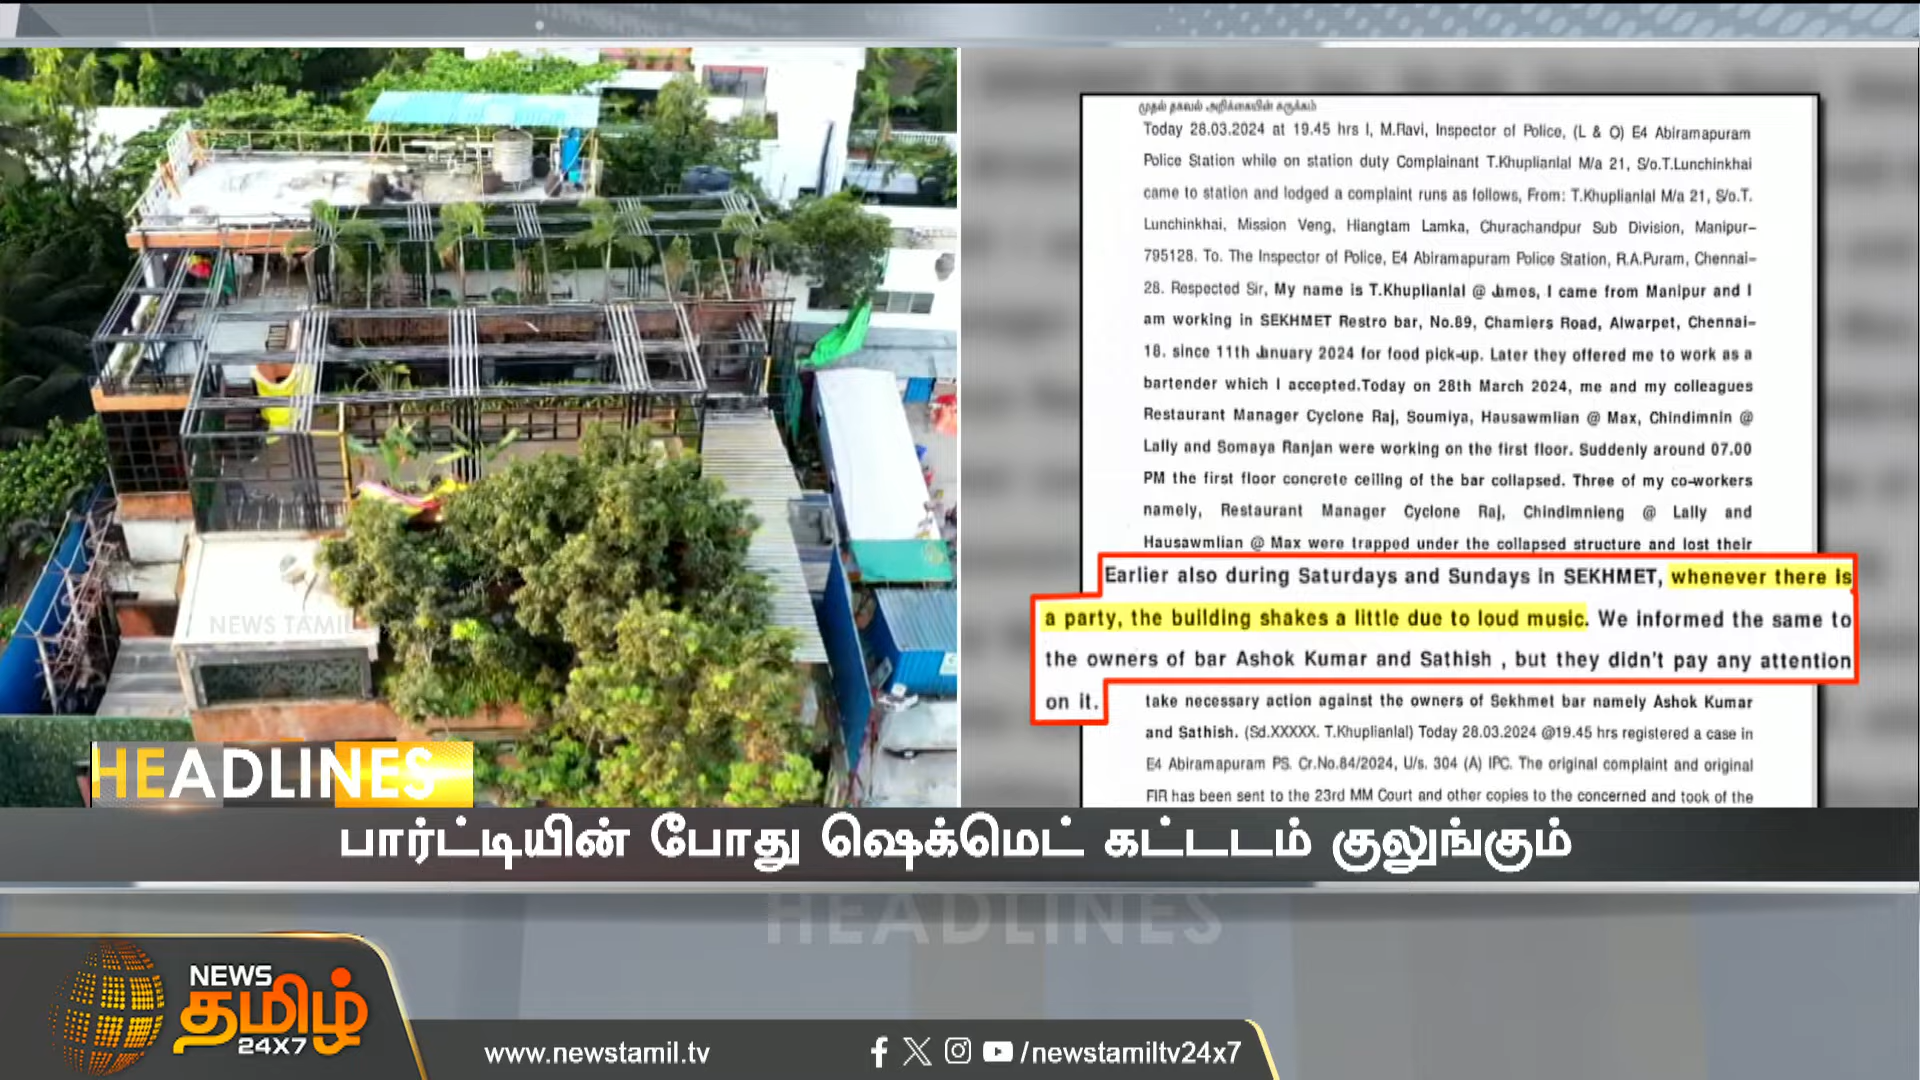 முதல் தகவல் அறிக்கையின் சுருக்கம்
Today 28.03.2024 at 19.45 hrs I, M.Ravi, Inspector of Police, (L & O) E4 Abiramapuram
Police Station while on station duty Complainant T.Khuplianlal M/a 21, S/o.T.Lunchinkhai
came to station and lodged a complaint runs as follows, From: T.Khuplianlal M/a 21, S/o.T.
Lunchinkhai, Mission Veng, Hiangtam Lamka, Churachandpur Sub Division, Manipur-
795128. To. The Inspector of Police, E4 Abiramapuram Police Station, R.A.Puram, Chennai-
28. Respected Sir, My name is T.Khuplianlal @ James, I came from Manipur and I
am working in SEKHMET Restro bar, No.89, Chamiers Road, Alwarpet, Chennai-
18. since 11th January 2024 for food pick-up. Later they offered me to work as a
bartender which I accepted.Today on 28th March 2024, me and my colleagues
Restaurant Manager Cyclone Raj, Soumiya, Hausawmlian @ Max, Chindimnin @
Lally and Somaya Ranjan were working on the first floor. Suddenly around 07.00
PM the first floor concrete ceiling of the bar collapsed. Three of my co-workers
namely, Restaurant Manager Cyclone Raj, Chindimnieng @ Lally and
Hausawmlian @ Max were trapped under the collapsed structure and lost their
Earlier also during Saturdays and Sundays in SEKHMET, whenever there is
a party, the building shakes a little due to loud music. We informed the same to
the owners of bar Ashok Kumar and Sathish , but they didn't pay any attention
on it.
take necessary action against the owners of Sekhmet bar namely Ashok Kumar
and Sathish. (Sd.XXXXX. T.Khuplianlal) Today 28.03.2024 @19.45 hrs registered a case in
E4 Abiramapuram PS. Cr.No.84/2024, U/s. 304 (A) IPC. The original complaint and original
FIR has been sent to the 23rd MM Court and other copies to the concerned and took of the
NEWS TAMIL
HEADLINES
பார்ட்டியின் போது ஷெக்மெட் கட்டடம் குலுங்கும்
HEADLINES
NEWS
தமிழ்
24X7
www.newstamil.tv
/newstamiltv24x7